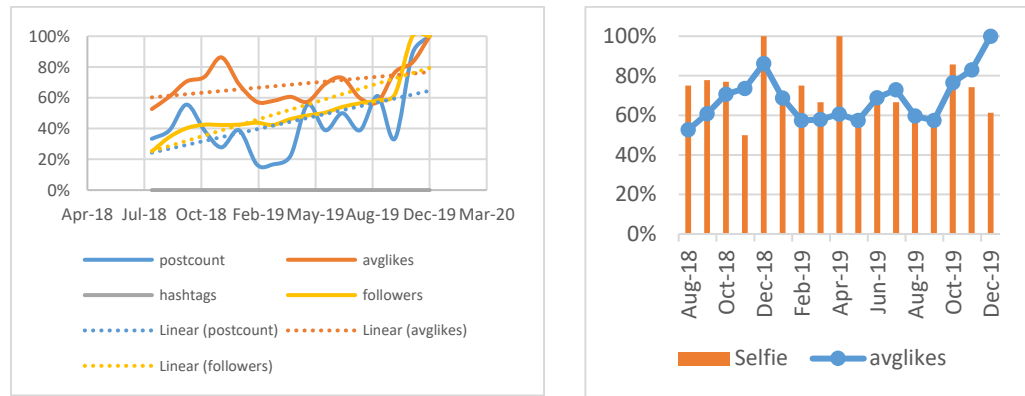 100%
80%
60%
40%
20%
0%
Apr-18 Jul-18 Oct-18 Feb-19 May-19 Aug-19 Dec-19 Mar-20
postcount avglikes
hashtags followers
Linear (postcount) Linear (avglikes)
Linear (followers)
100%
80%
60%
40%
20%
0%
Aug-18 Oct-18 Dec-18 Feb-19 Apr-19 Jun-19 Aug-19 Oct-19 Dec-19
Selfie avglikes